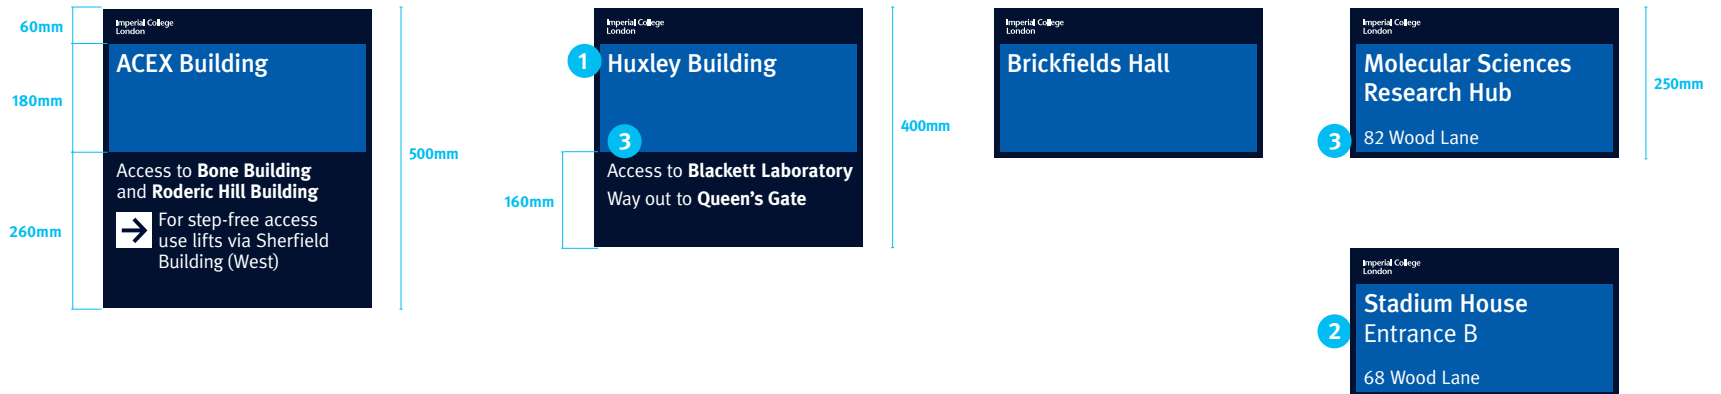 60mm
180mm
260mm
Imperial College
London
ACEX Building
Access to Bone Building
and Roderic Hill Building
For step-free access
use lifts via Sherfield
Building (West)
500mm
1
3
160mm
Imperial College
London
Huxley Building
Access to Blackett Laboratory
Way out to Queen's Gate
400mm
Imperial College
London
Brickfields Hall
3
Imperial College
London
Molecular Sciences
Research Hub
82 Wood Lane
250mm
2
Imperial College
London
Stadium House
Entrance B
68 Wood Lane